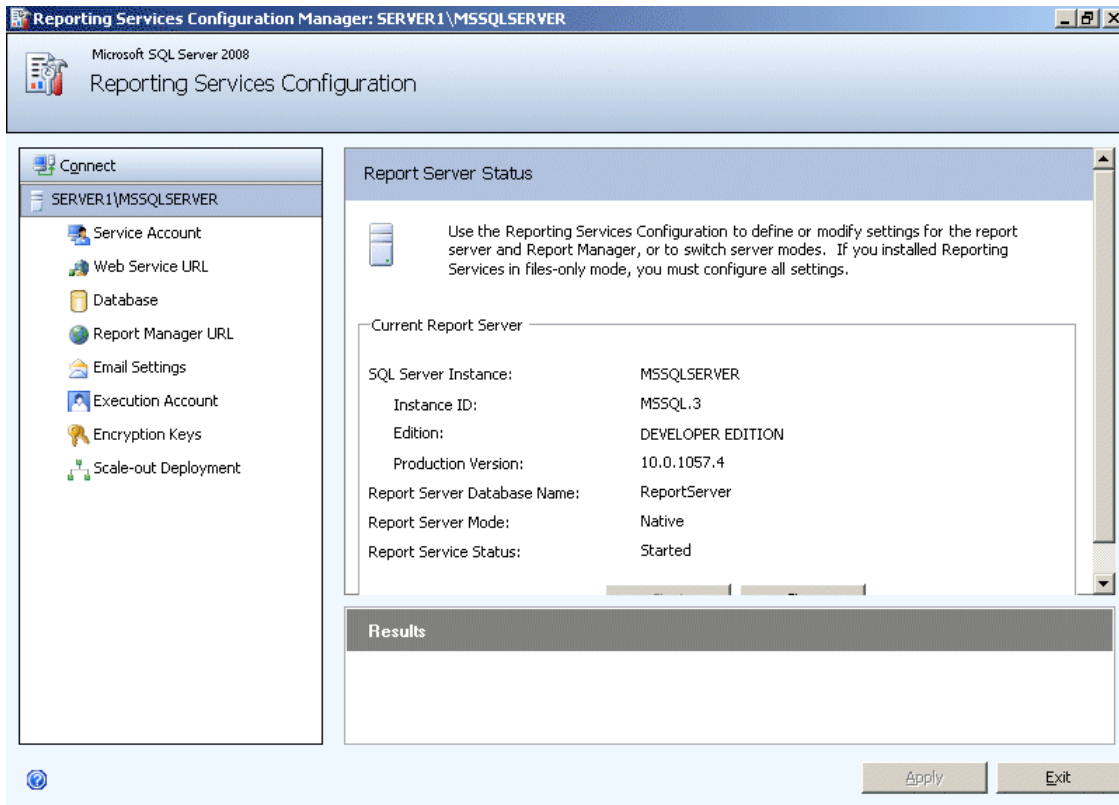 Reporting Services Configuration Manager: SERVER1\MSSQLSERVER
Microsoft SQL Server 2008
Reporting Services Configuration
Connect
SERVER1\MSSQLSERVER
Service Account
Web Service URL
Database
Report Manager URL
Email Settings
Execution Account
Encryption Keys
Scale-out Deployment
Report Server Status
Use the Reporting Services Configuration to define or modify settings for the report
server and Report Manager, or to switch server modes. If you installed Reporting
Services in files-only mode, you must configure all settings.
Current Report Server
SQL Server Instance: MSSQLSERVER
Instance ID: MSSQL.3
Edition: DEVELOPER EDITION
Production Version: 10.0.1057.4
Report Server Database Name: ReportServer
Report Server Mode: Native
Report Service Status: Started
Results
Apply
Exit